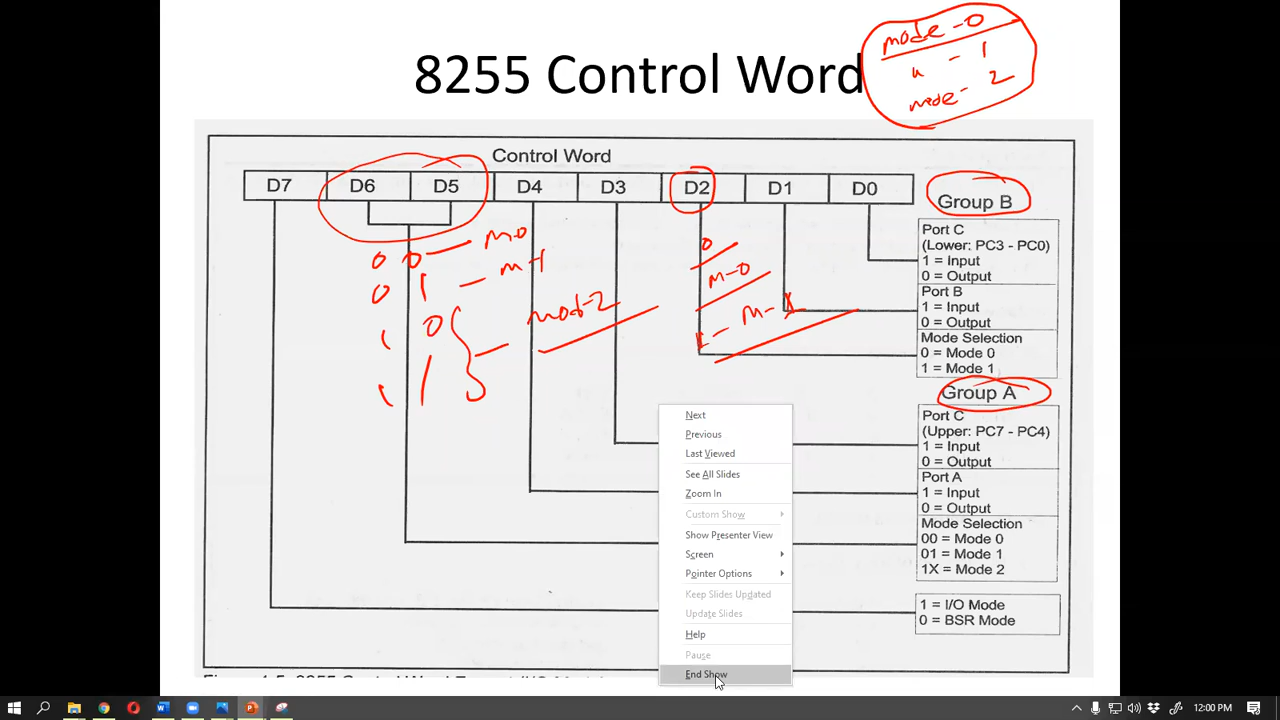 8255 Control Word
mode - 0
u - 1
mode - 2
Control Word
D7 D6 D5 D4 D3 D2 D1 D0
0 0 — m0
0 1 — m-1
1 0
1 1
mod-2
0
m-0
1 - m-1
Group B
Port C
(Lower: PC3 - PC0)
1 = Input
0 = Output
Port B
1 = Input
0 = Output
Mode Selection
0 = Mode 0
1 = Mode 1
Group A
Port C
(Upper: PC7 - PC4)
1 = Input
0 = Output
Port A
1 = Input
0 = Output
Mode Selection
00 = Mode 0
01 = Mode 1
1X = Mode 2
1 = I/O Mode
0 = BSR Mode
Next
Previous
Last Viewed
See All Slides
Zoom In
Custom Show
Show Presenter View
Screen
Pointer Options
Keep Slides Updated
Update Slides
Help
Pause
End Show
12:00 PM